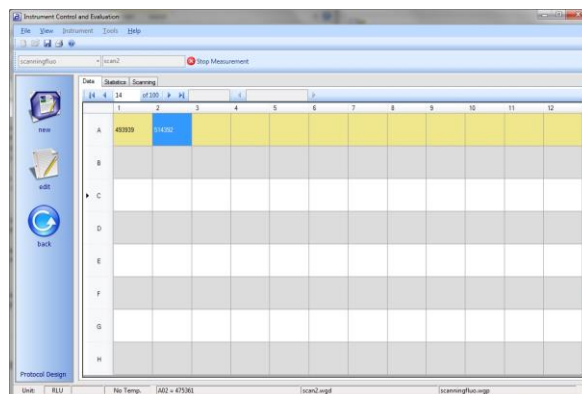 Instrument Control and Evaluation
File View Instrument Tools Help
scanningfluo scan2 Stop Measurement
Data Statistics Scanning
14 of 100
1 2 3 4 5 6 7 8 9 10 11 12
new
A 493939 514392
B
edit
C
D
back
E
F
G
H
Protocol Design
Unit: RLU No Temp. A02 = 475361 scan2.wgd scanningfluo.wgp